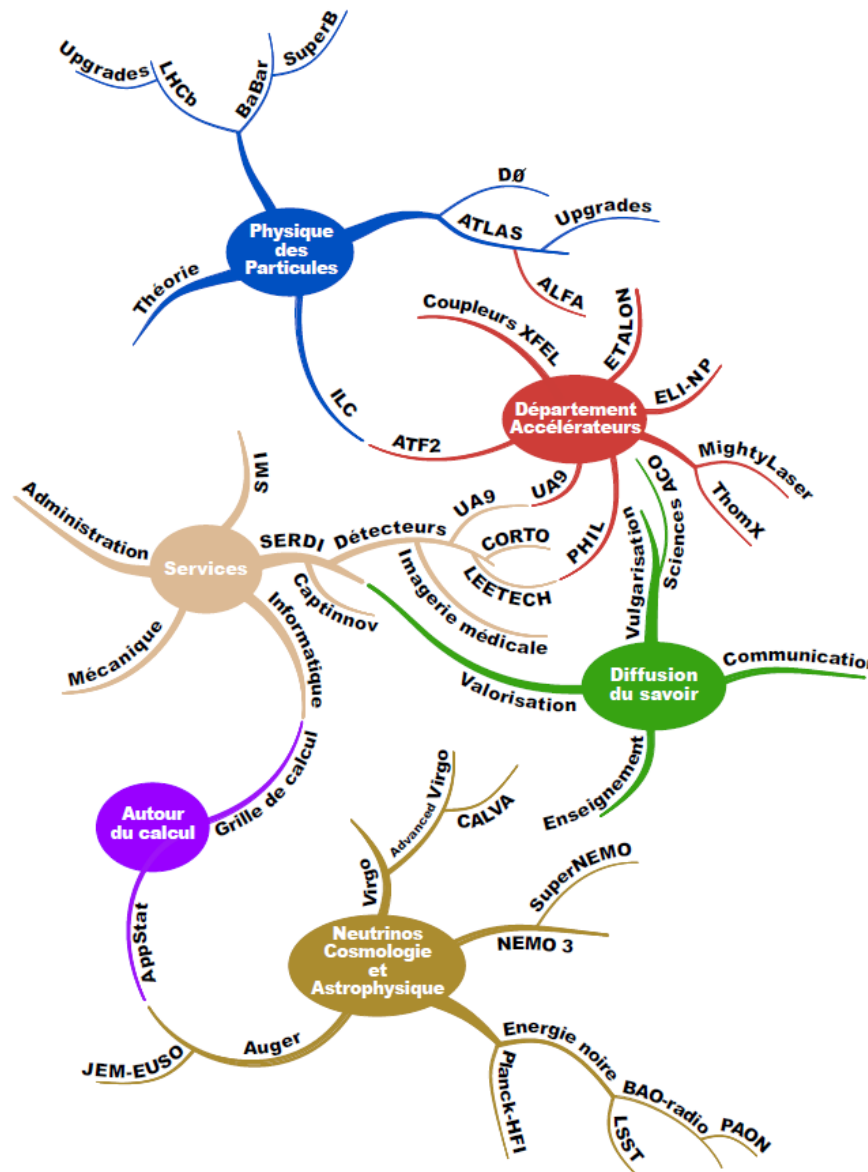 SuperB
Upgrades
LHCb
BaBar
DØ
ATLAS
Upgrades
ALFA
Physique
des
Particules
Théorie
ILC
Coupleurs XFEL
ETALON
ELI-NP
Département
Accélérateurs
ATF2
MightyLaser
ThomX
UA9
PHIL
SMI
Administration
Services
SERDI
Détecteurs
UA9
CORTO
LEETECH
Imagerie médicale
Captinnov
Informatique
Mécanique
Sciences ACO
Vulgarisation
Diffusion
du savoir
Communication
Valorisation
Enseignement
Grille de calcul
Autour
du calcul
AppStat
Virgo
Advanced Virgo
CALVA
SuperNEMO
NEMO 3
Neutrinos
Cosmologie
et
Astrophysique
Auger
JEM-EUSO
Energie noire
Planck-HFI
BAO-radio
LSST
PAON